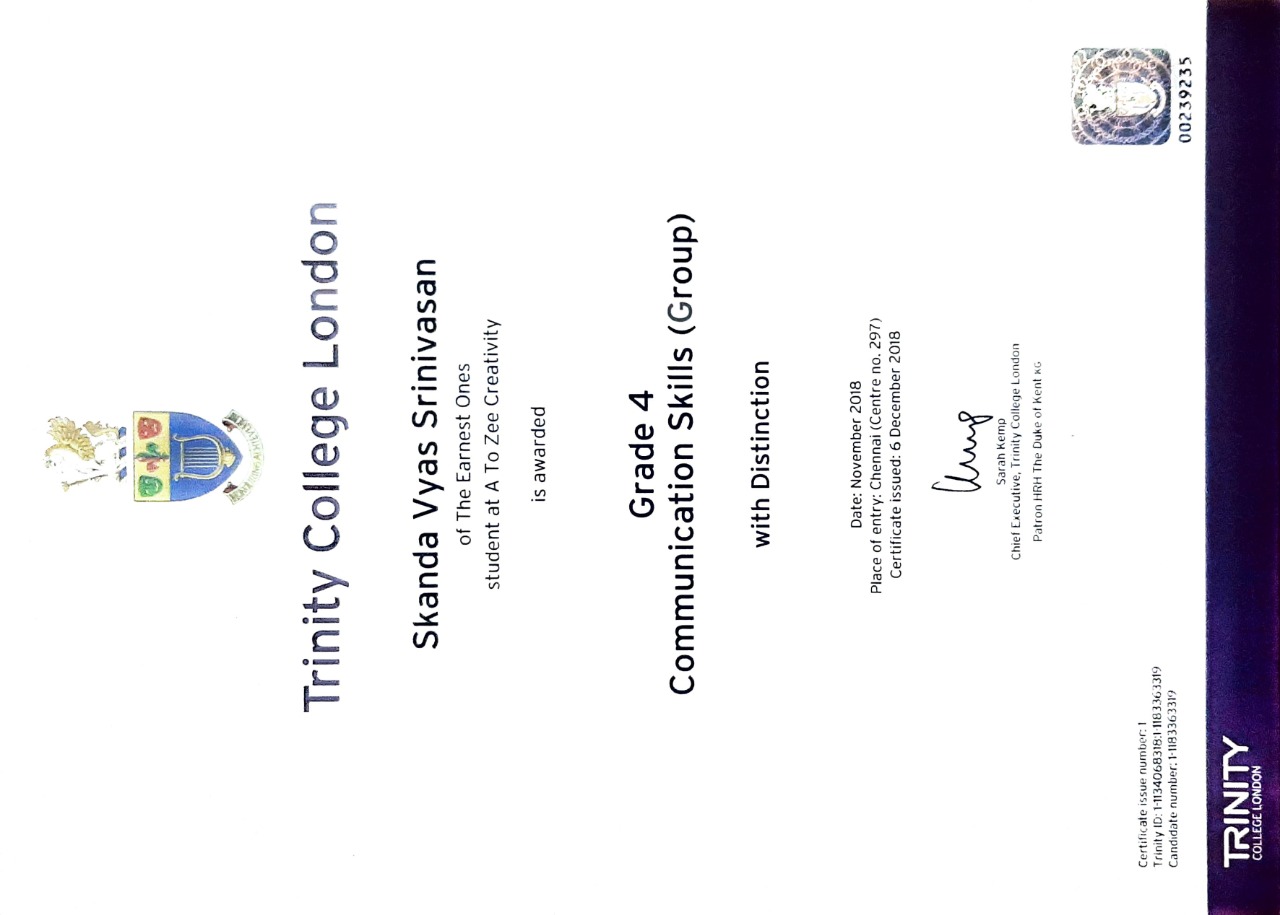 Trinity College London
Skanda Vyas Srinivasan
of The Earnest Ones
student at A To Zee Creativity
is awarded
Grade 4
Communication Skills (Group)
with Distinction
Date: November 2018
Place of entry: Chennai (Centre no. 297)
Certificate issued: 6 December 2018
Sarah Kemp
Chief Executive, Trinity College London
Patron HRH The Duke of Kent KG
Certificate issue number: 1
Trinity ID: 1-1134068318:1-1183363319
Candidate number: 1-1183363319
00239235
TRINITY
COLLEGE LONDON